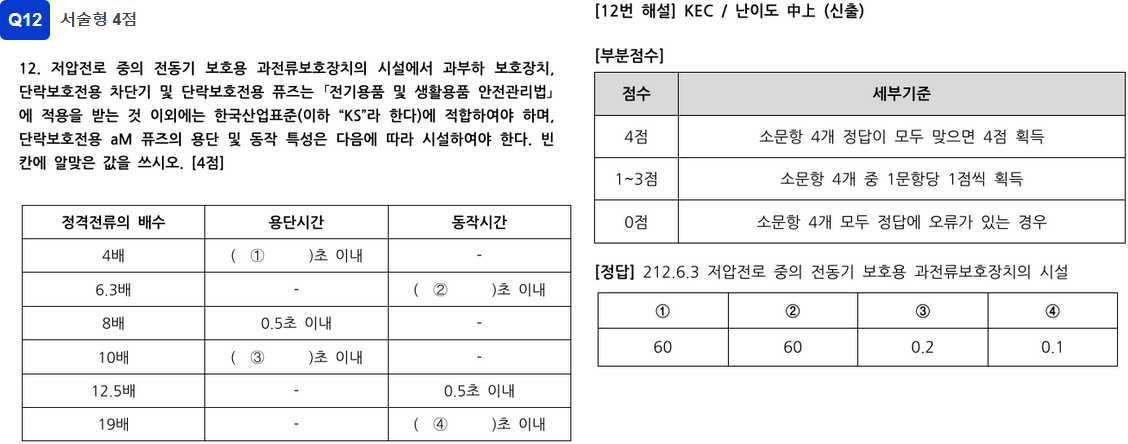 Q12 서술형 4점
12. 저압전로 중의 전동기 보호용 과전류보호장치의 시설에서 과부하 보호장치,
단락보호전용 차단기 및 단락보호전용 퓨즈는 「전기용품 및 생활용품 안전관리법」
에 적용을 받는 것 이외에는 한국산업표준(이하 “KS”라 한다)에 적합하여야 하며,
단락보호전용 aM 퓨즈의 용단 및 동작 특성은 다음에 따라 시설하여야 한다. 빈
칸에 알맞은 값을 쓰시오. [4점]
정격전류의 배수 용단시간 동작시간
4배 ( ① )초 이내 -
6.3배 - ( ② )초 이내
8배 0.5초 이내 -
10배 ( ③ )초 이내 -
12.5배 - 0.5초 이내
19배 - ( ④ )초 이내
[12번 해설] KEC / 난이도 中上 (신출)
[부분점수]
점수 세부기준
4점 소문항 4개 정답이 모두 맞으면 4점 획득
1~3점 소문항 4개 중 1문항당 1점씩 획득
0점 소문항 4개 모두 정답에 오류가 있는 경우
[정답] 212.6.3 저압전로 중의 전동기 보호용 과전류보호장치의 시설
① ② ③ ④
60 60 0.2 0.1